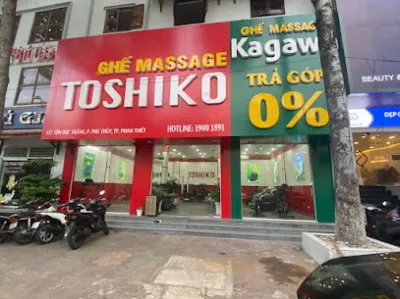 GHẾ MASSAGE
TOSHIKO
HOTLINE: 1900 1891
GHẾ MASSAGE
Kagaw
TRẢ GÓP
0%
TOSHIKO
BEAUTY &